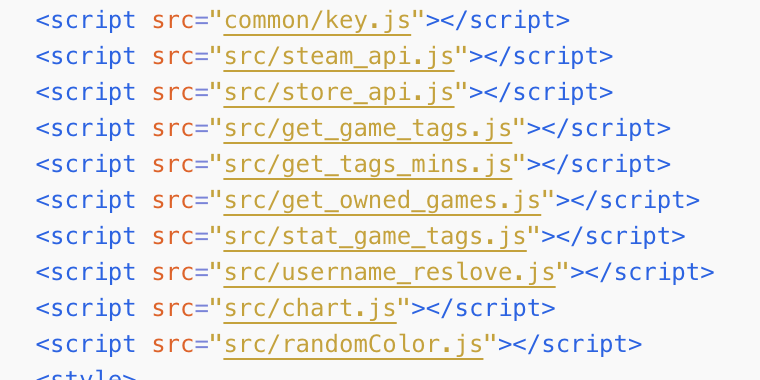 <script src="common/key.js"></script>
<script src="src/steam_api.js"></script>
<script src="src/store_api.js"></script>
<script src="src/get_game_tags.js"></script>
<script src="src/get_tags_mins.js"></script>
<script src="src/get_owned_games.js"></script>
<script src="src/stat_game_tags.js"></script>
<script src="src/username_reslove.js"></script>
<script src="src/chart.js"></script>
<script src="src/randomColor.js"></script>
<style>